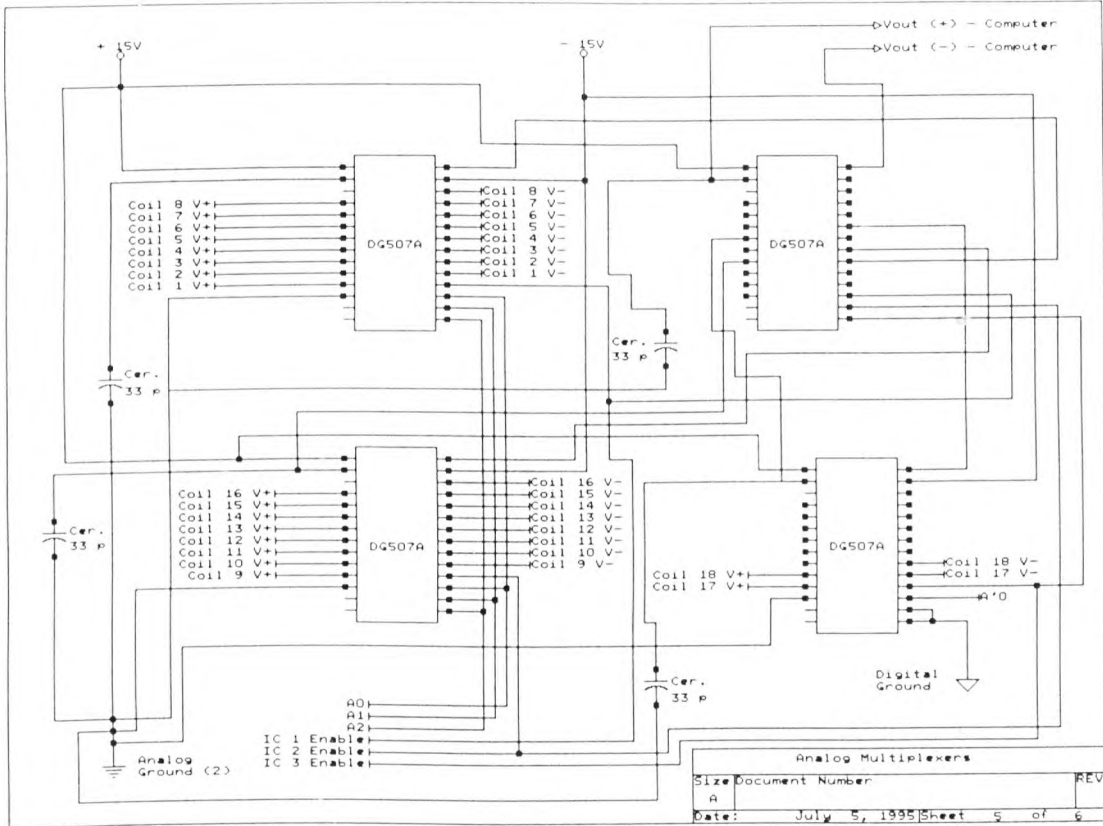 Vout (+) - Computer
Vout (-) - Computer
+ 15V
- 15V
Coil 8 V+
Coil 7 V+
Coil 6 V+
Coil 5 V+
Coil 4 V+
Coil 3 V+
Coil 2 V+
Coil 1 V+
DG507A
Coil 8 V-
Coil 7 V-
Coil 6 V-
Coil 5 V-
Coil 4 V-
Coil 3 V-
Coil 2 V-
Coil 1 V-
DG507A
Cer.
33 p
Cer.
33 p
Coil 16 V+
Coil 15 V+
Coil 14 V+
Coil 13 V+
Coil 12 V+
Coil 11 V+
Coil 10 V+
Coil 9 V+
DG507A
Coil 16 V-
Coil 15 V-
Coil 14 V-
Coil 13 V-
Coil 12 V-
Coil 11 V-
Coil 10 V-
Coil 9 V-
Cer.
33 p
Coil 18 V+
Coil 17 V+
DG507A
Coil 18 V-
Coil 17 V-
A'0
Cer.
33 p
Digital
Ground
A0
A1
A2
IC 1 Enable
IC 2 Enable
IC 3 Enable
Analog
Ground (2)
Analog Multiplexers
Size Document Number REV
A
Date: July 5, 1995 Sheet 5 of 6